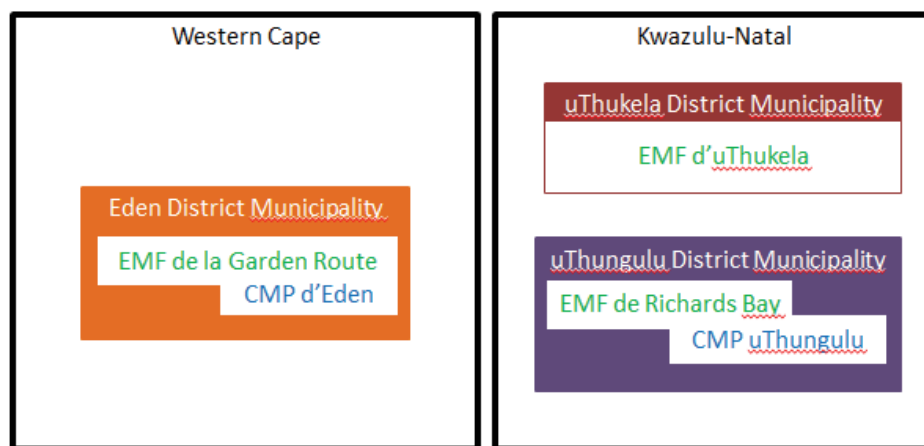 Western Cape
Eden District Municipality
EMF de la Garden Route
CMP d'Eden
Kwazulu-Natal
uThukela District Municipality
EMF d'uThukela
uThungulu District Municipality
EMF de Richards Bay
CMP uThungulu